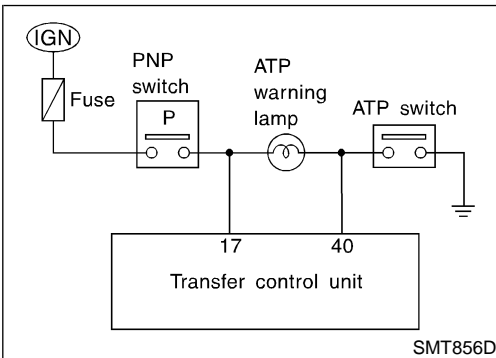 IGN
PNP
switch
ATP
warning
lamp
Fuse
P
ATP switch
17
40
Transfer control unit
SMT856D